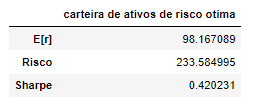 carteira de ativos de risco otima
E[r] 98.167089
Risco 233.584995
Sharpe 0.420231